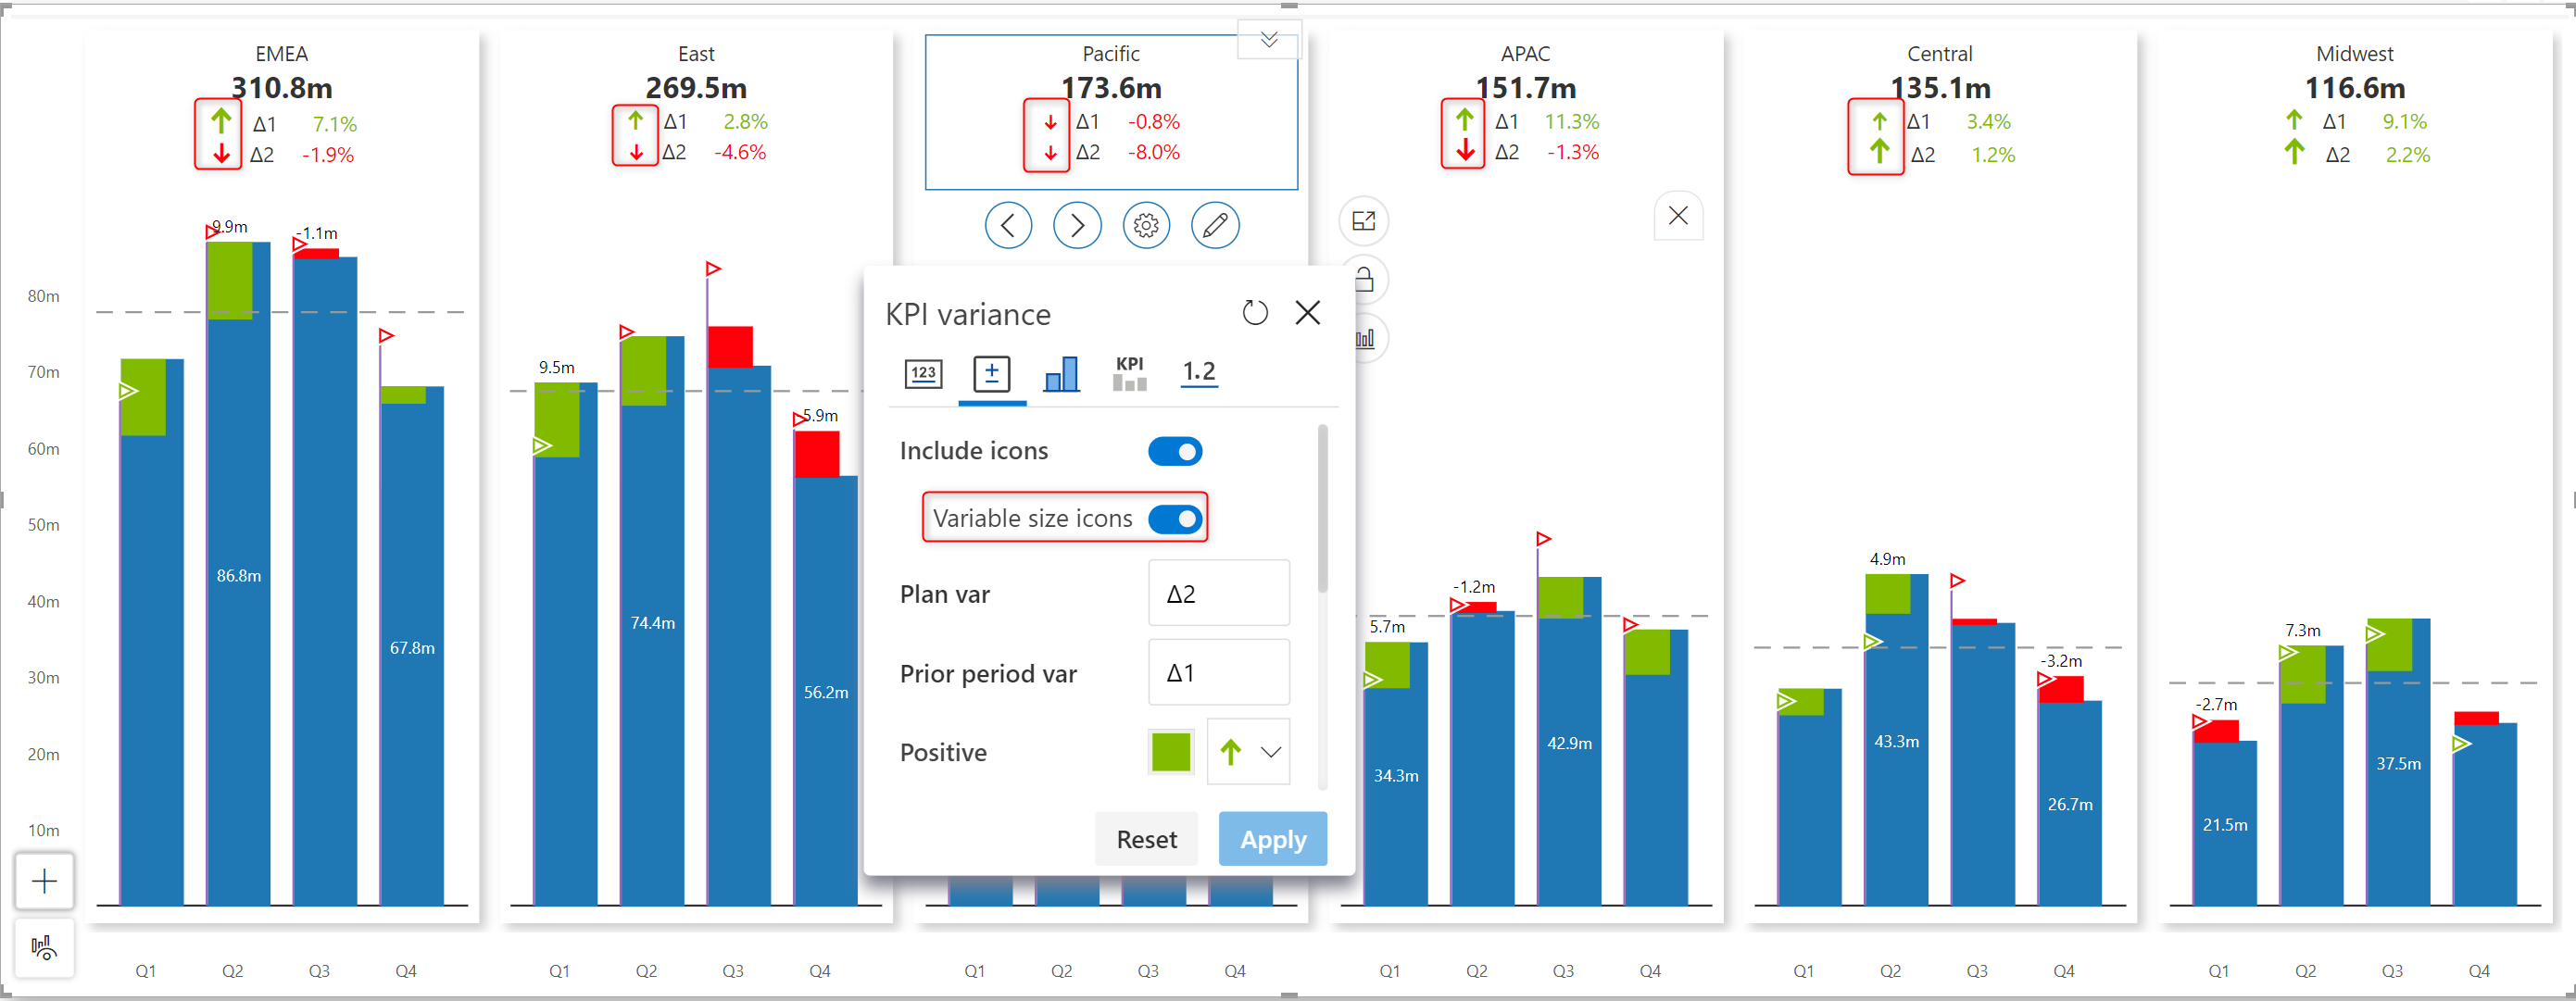 EMEA
310.8m
Δ1 7.1%
Δ2 -1.9%
East
269.5m
Δ1 2.8%
Δ2 -4.6%
Pacific
173.6m
Δ1 -0.8%
Δ2 -8.0%
APAC
151.7m
Δ1 11.3%
Δ2 -1.3%
Central
135.1m
Δ1 3.4%
Δ2 1.2%
Midwest
116.6m
Δ1 9.1%
Δ2 2.2%
80m
70m
60m
50m
40m
30m
20m
10m
9.9m
-1.1m
86.8m
67.8m
9.5m
-5.9m
74.4m
56.2m
KPI variance
123
±
KPI
1.2
Include icons
Variable size icons
Plan var Δ2
Prior period var Δ1
Positive
Reset Apply
5.7m
-1.2m
34.3m
42.9m
4.9m
-3.2m
43.3m
26.7m
-2.7m
7.3m
21.5m
37.5m
Q1 Q2 Q3 Q4 Q1 Q2 Q3 Q4 Q1 Q2 Q3 Q4 Q1 Q2 Q3 Q4 Q1 Q2 Q3 Q4 Q1 Q2 Q3 Q4